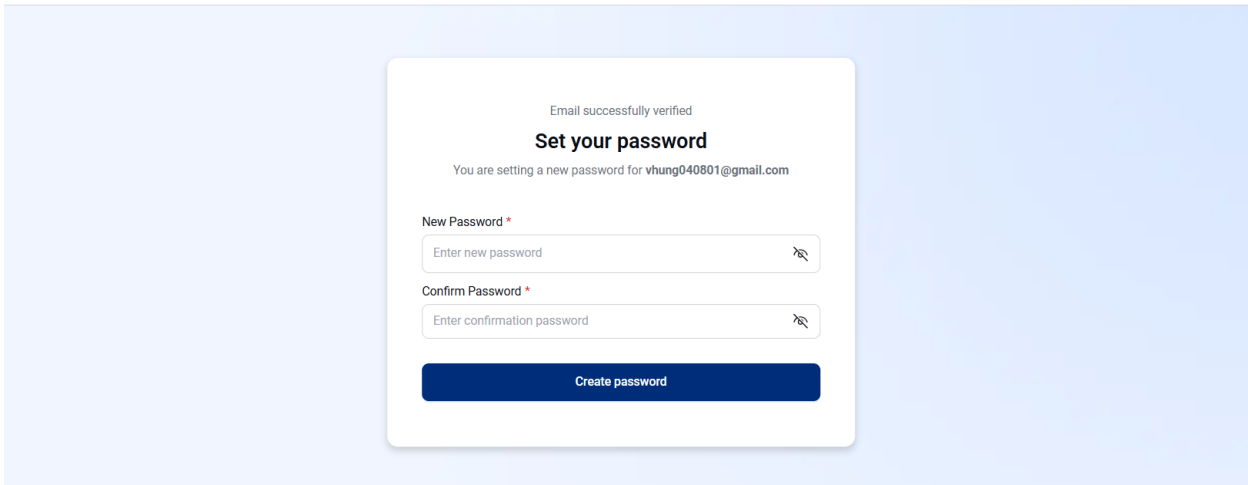 Email successfully verified
Set your password
You are setting a new password for vhung040801@gmail.com
New Password *
Enter new password
Confirm Password *
Enter confirmation password
Create password